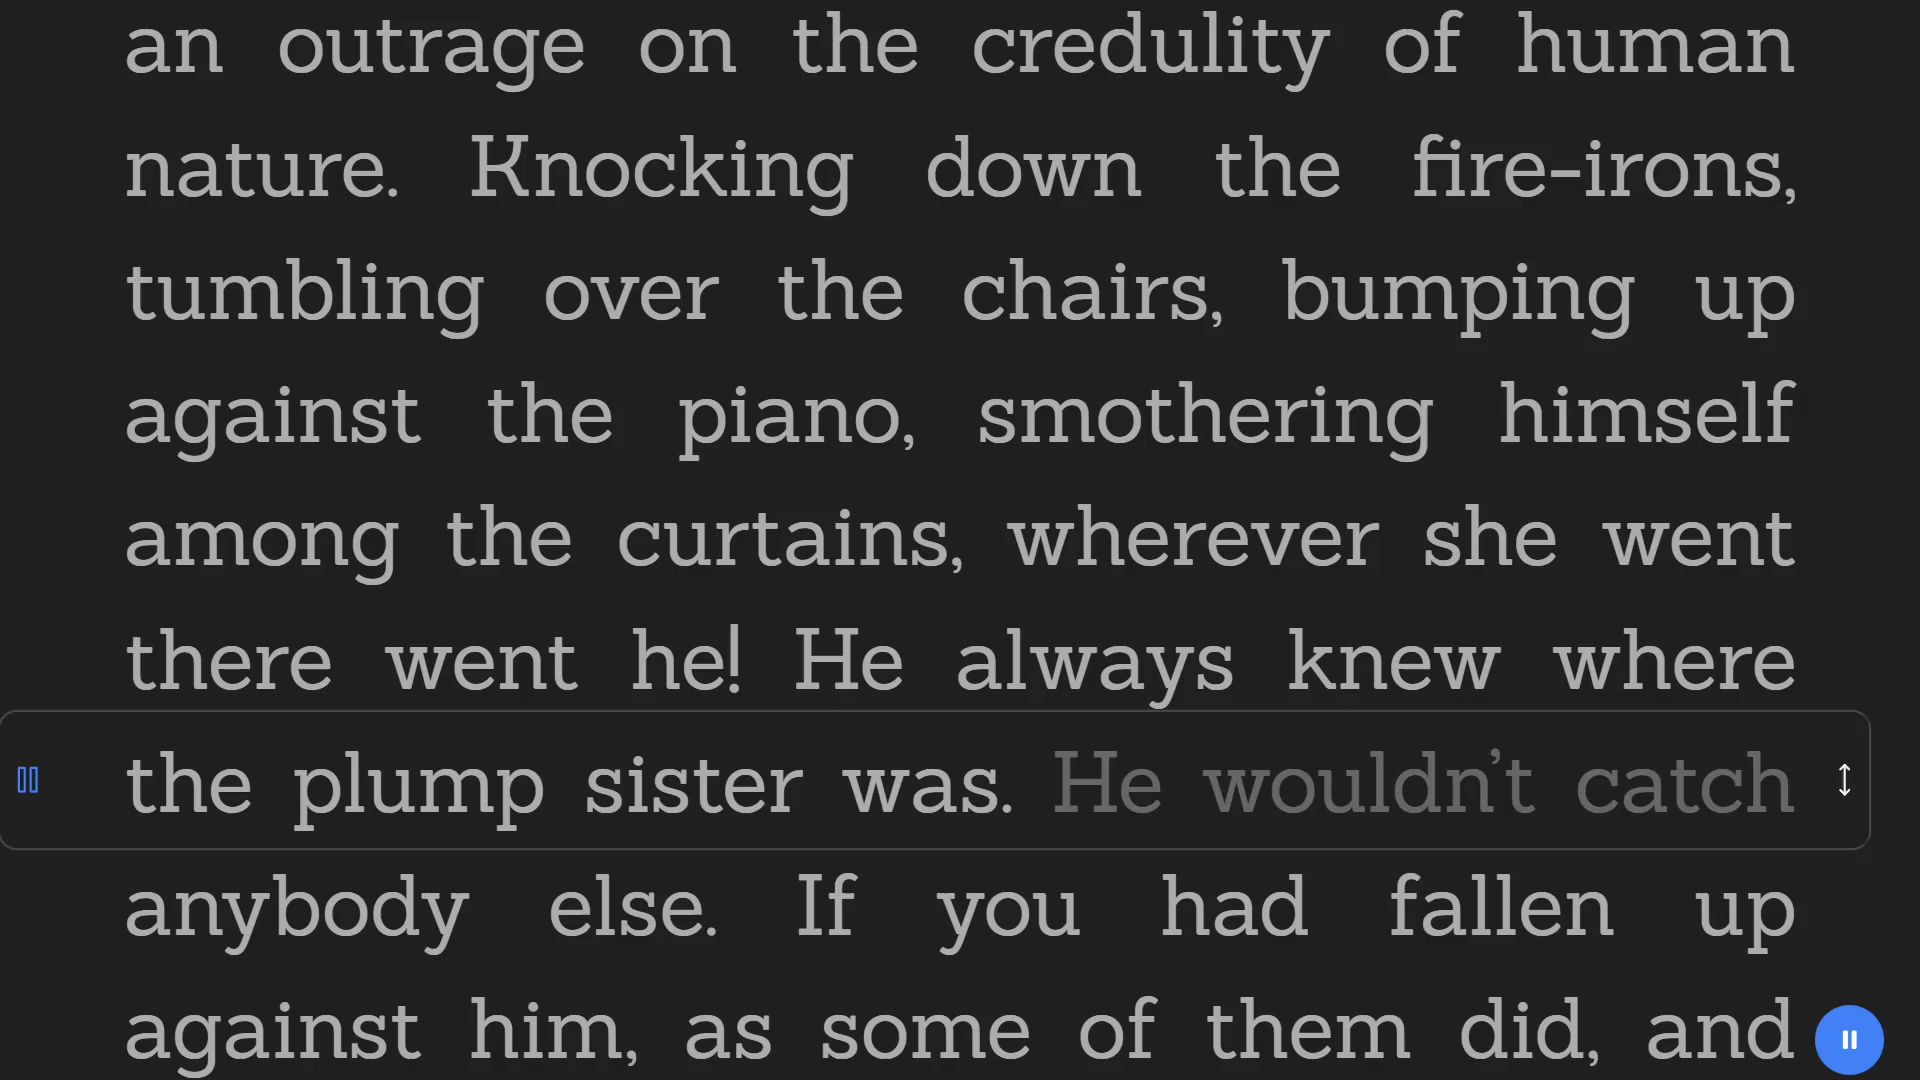 an outrage on the credulity of human
nature. Knocking down the fire-irons,
tumbling over the chairs, bumping up
against the piano, smothering himself
among the curtains, wherever she went
there went he! He always knew where
the plump sister was. He wouldn’t catch
anybody else. If you had fallen up
against him, as some of them did, and